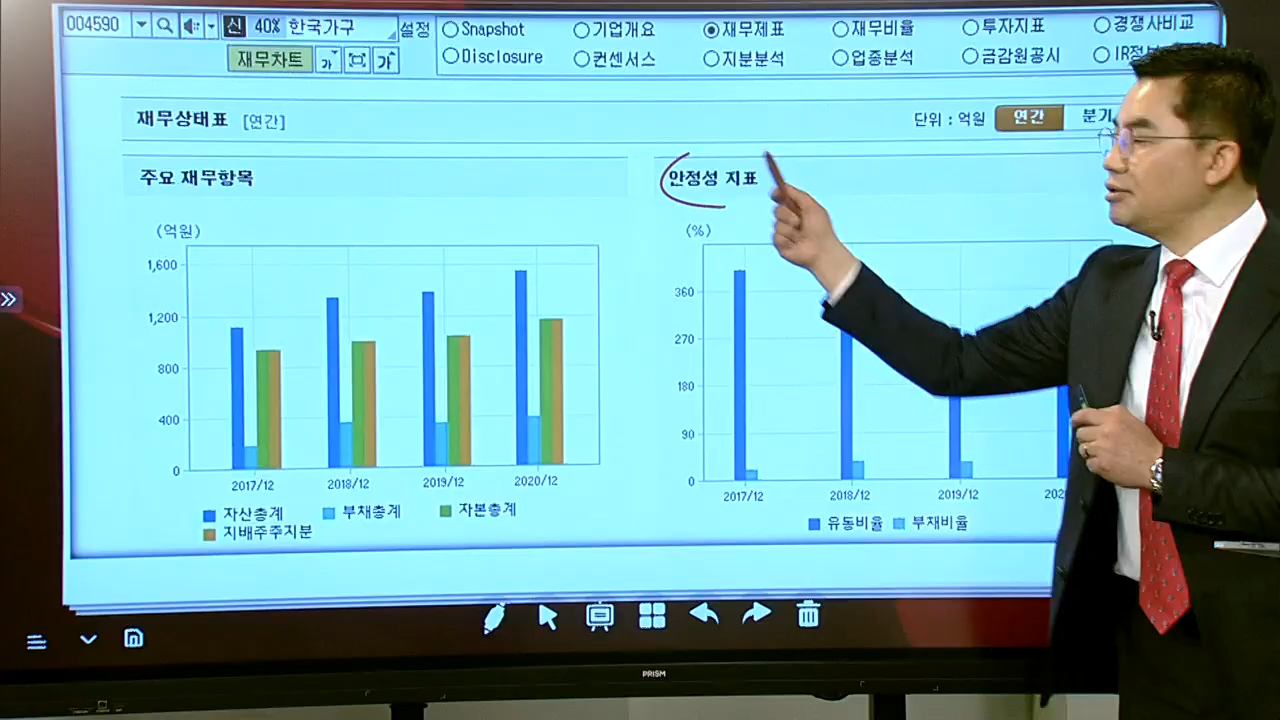 004590 신 40% 한국가구 설정 Snapshot 기업개요 재무제표 재무비율 투자지표 경쟁사비교
재무차트 가 가 Disclosure 컨센서스 지분분석 업종분석 금감원공시
재무상태표 [연간] 단위 : 억원 연간 분기
주요 재무항목
안정성 지표
(억원)
1,600
1,200
800
400
0
2017/12 2018/12 2019/12 2020/12
자산총계 부채총계 자본총계
지배주주지분
(%)
360
270
180
90
0
2017/12 2018/12 2019/12
유동비율 부채비율
PRISM